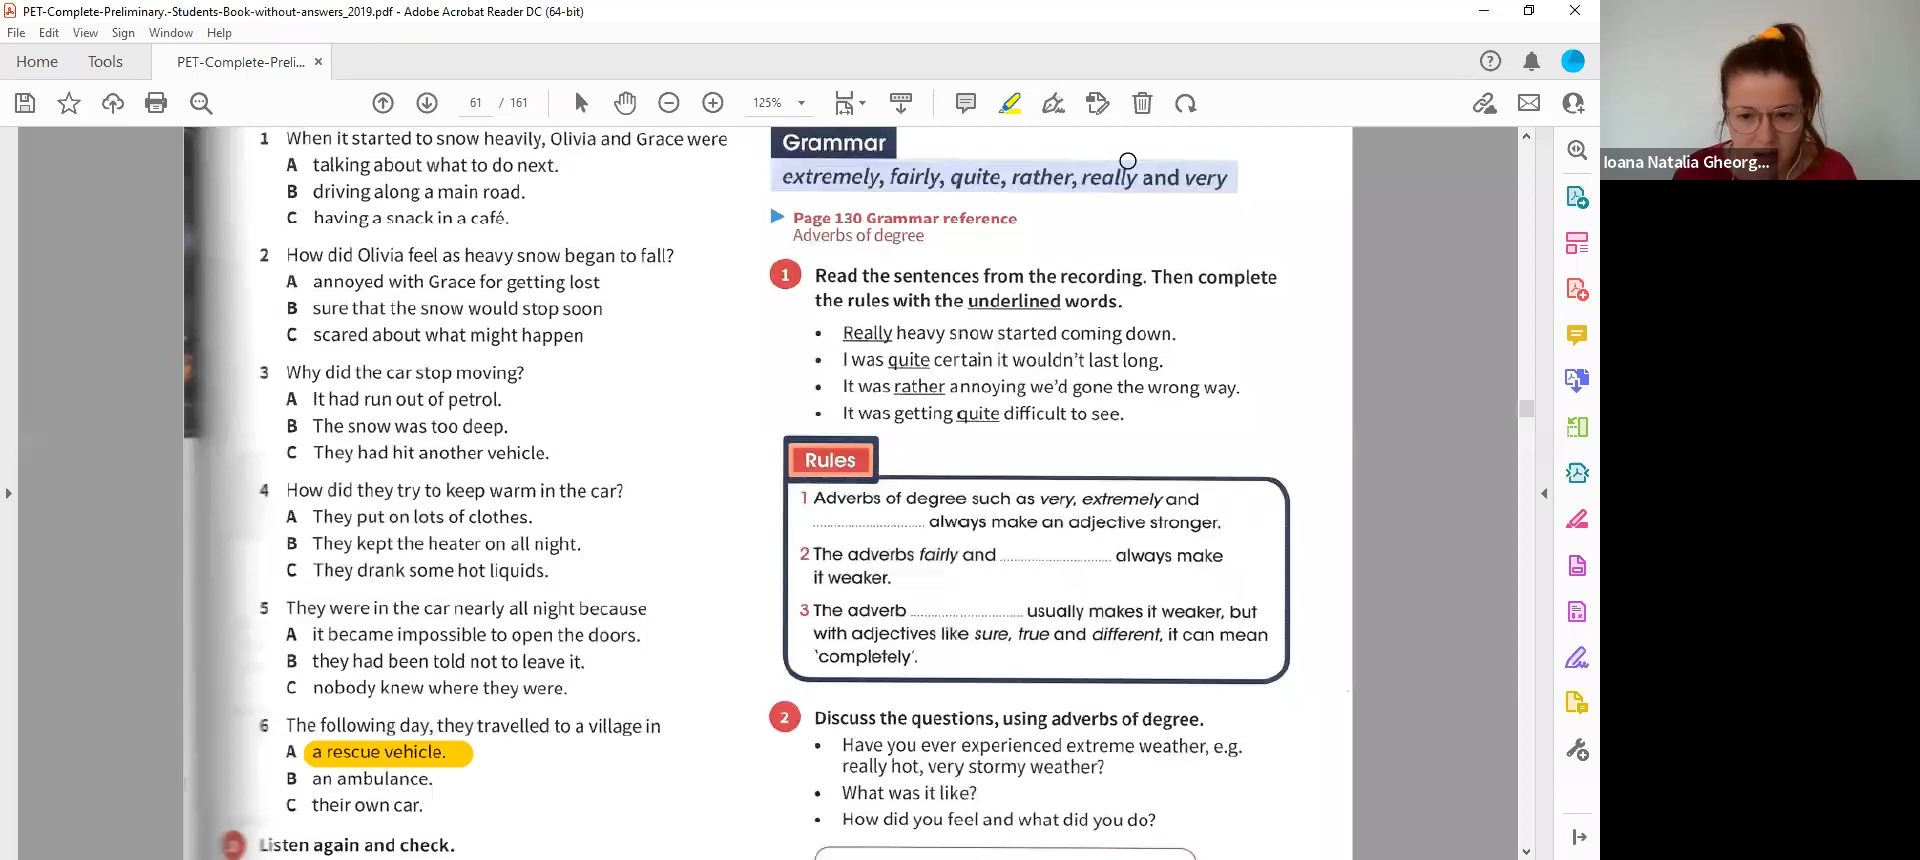 PET-Complete-Preliminary.-Students-Book-without-answers_2019.pdf - Adobe Acrobat Reader DC (64-bit)
File Edit View Sign Window Help
Home Tools PET-Complete-Preli... ×
61 / 161 125%
1 When it started to snow heavily, Olivia and Grace were
A talking about what to do next.
B driving along a main road.
C having a snack in a café.
2 How did Olivia feel as heavy snow began to fall?
A annoyed with Grace for getting lost
B sure that the snow would stop soon
C scared about what might happen
3 Why did the car stop moving?
A It had run out of petrol.
B The snow was too deep.
C They had hit another vehicle.
4 How did they try to keep warm in the car?
A They put on lots of clothes.
B They kept the heater on all night.
C They drank some hot liquids.
5 They were in the car nearly all night because
A it became impossible to open the doors.
B they had been told not to leave it.
C nobody knew where they were.
6 The following day, they travelled to a village in
A a rescue vehicle.
B an ambulance.
C their own car.
Listen again and check.
Grammar
extremely, fairly, quite, rather, really and very
Page 130 Grammar reference
Adverbs of degree
1 Read the sentences from the recording. Then complete
the rules with the underlined words.
• Really heavy snow started coming down.
• I was quite certain it wouldn't last long.
• It was rather annoying we'd gone the wrong way.
• It was getting quite difficult to see.
Rules
1 Adverbs of degree such as very, extremely and
........................ always make an adjective stronger.
2 The adverbs fairly and ........................ always make
it weaker.
3 The adverb ........................ usually makes it weaker, but
with adjectives like sure, true and different, it can mean
'completely'.
2 Discuss the questions, using adverbs of degree.
• Have you ever experienced extreme weather, e.g.
really hot, very stormy weather?
• What was it like?
• How did you feel and what did you do?
Ioana Natalia Gheorg...